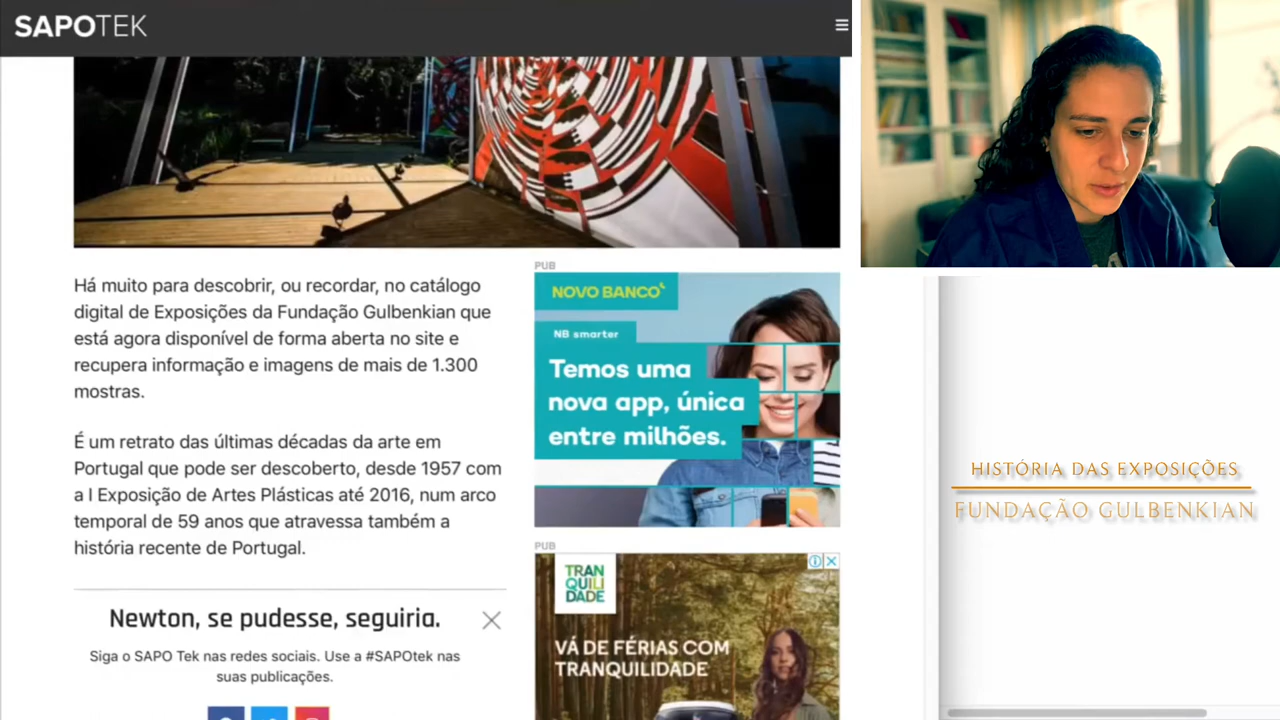 SAPOTEK
Há muito para descobrir, ou recordar, no catálogo
digital de Exposições da Fundação Gulbenkian que
está agora disponível de forma aberta no site e
recupera informação e imagens de mais de 1.300
mostras.
É um retrato das últimas décadas da arte em
Portugal que pode ser descoberto, desde 1957 com
a I Exposição de Artes Plásticas até 2016, num arco
temporal de 59 anos que atravessa também a
história recente de Portugal.
Newton, se pudesse, seguiria.
Siga o SAPO Tek nas redes sociais. Use a #SAPOtek nas
suas publicações.
PUB
NOVO BANCO
NB smarter
Temos uma
nova app, única
entre milhões.
PUB
TRAN
QUILI
DADE
VÁ DE FÉRIAS COM
TRANQUILIDADE
HISTÓRIA DAS EXPOSIÇÕES
FUNDAÇÃO GULBENKIAN